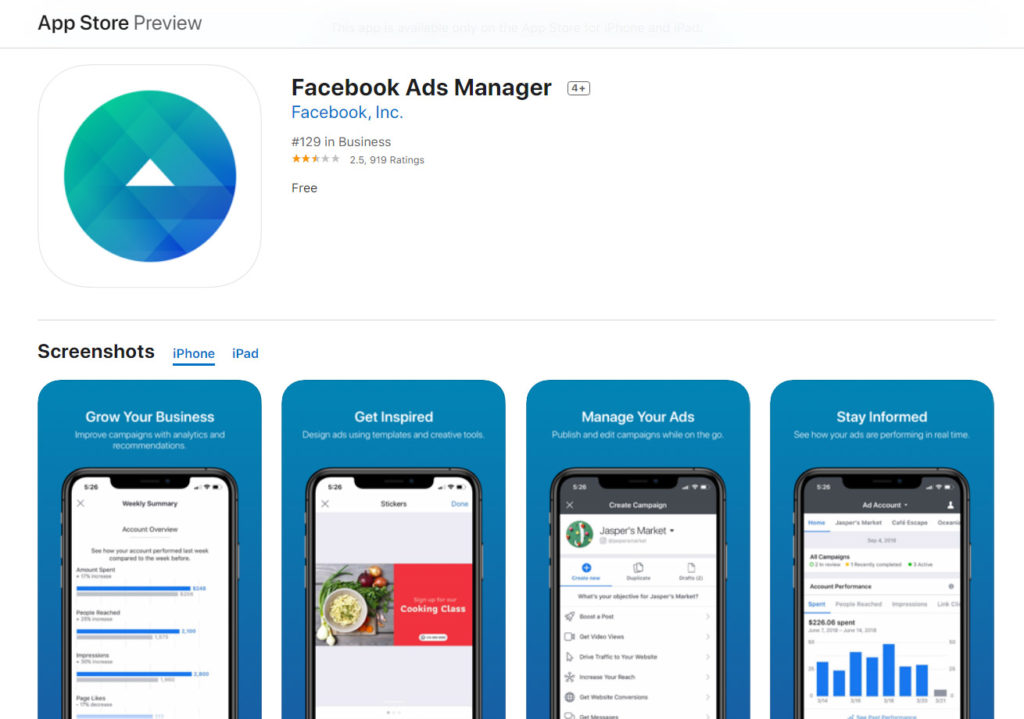 App Store Preview
This app is available only on the App Store for iPhone and iPad.
Facebook Ads Manager 4+
Facebook, Inc.
#129 in Business
2.5, 919 Ratings
Free
Screenshots iPhone iPad
Grow Your Business
Improve campaigns with analytics and
recommendations.
5:26
Weekly Summary
Account Overview
See how your account performed last week
compared to the week before.
Amount Spent
+ 17% increase
$248
People Reached
+ 25% increase
2,100
1,575
Impressions
+ 30% increase
2,800
1,960
Page Likes
- 17% decrease
Get Inspired
Design ads using templates and creative tools.
5:26
Stickers Done
Sign up for our
Cooking Class
Manage Your Ads
Publish and edit campaigns while on the go.
5:26
Create Campaign
Jasper's Market
@jaspersmarket
Create new Duplicate Drafts (2)
What's your objective for Jasper's Market?
Boost a Post
Get Video Views
Drive Traffic to Your Website
Increase Your Reach
Get Website Conversions
Get Messages
Stay Informed
See how your ads are performing in real time.
5:26
Ad Account
Home Jasper's Market Café Escape Oceani
Sep 4, 2018
All Campaigns
2 In review 1 Recently completed 3 Active
Account Performance
Spent People Reached Impressions Link Cli
$226.06 spent
June 1, 2018 – June 14, 2018
50 50
25 25
0 0
3/14 3/16 3/18 3/20 3/21
See Past Performance